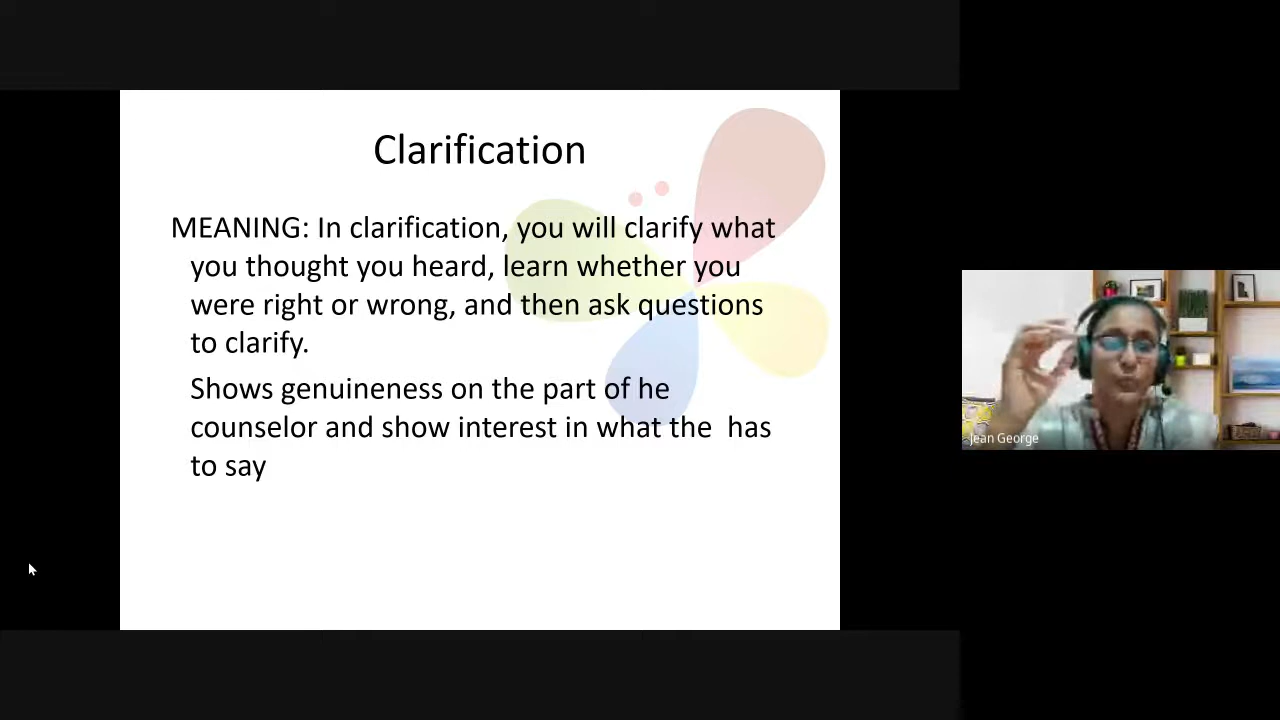 Clarification
MEANING: In clarification, you will clarify what
you thought you heard, learn whether you
were right or wrong, and then ask questions
to clarify.
Shows genuineness on the part of he
counselor and show interest in what the  has
to say
Jean George